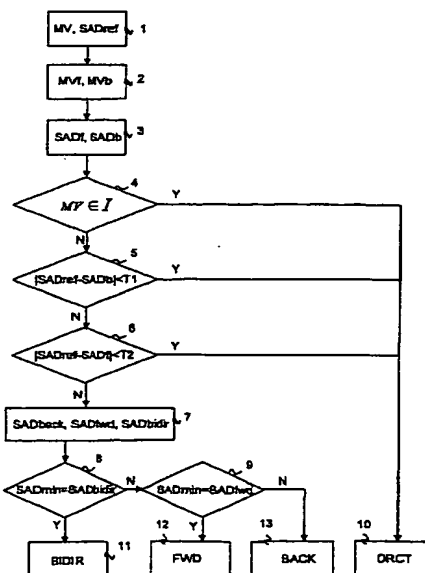 MV, SADref
1
MVf, MVb
2
SADf, SADb
3
4
MV ∈ I
Y
N
5
|SADref-SADb|<T1
Y
N
6
|SADref-SADf|<T2
Y
N
SADback, SADfwd, SADbidir
7
8
9
SADmin=SADbidir
N
SADmin=SADfwd
N
Y
Y
12
13
10
BIDIR
11
FWD
BACK
DRCT